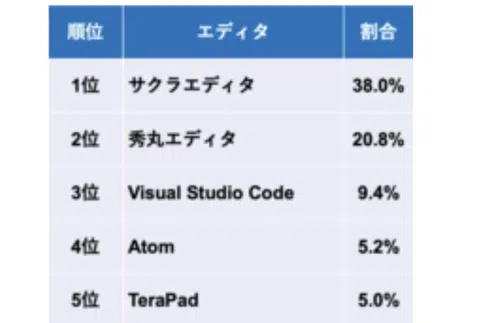 順位 エディタ 割合
1位 サクラエディタ 38.0%
2位 秀丸エディタ 20.8%
3位 Visual Studio Code 9.4%
4位 Atom 5.2%
5位 TeraPad 5.0%